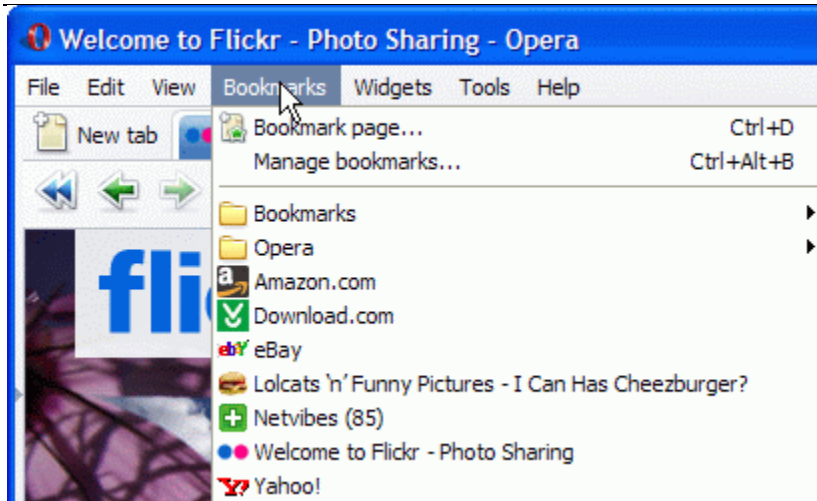 Welcome to Flickr - Photo Sharing - Opera
File Edit View Bookmarks Widgets Tools Help
New tab
Bookmark page... Ctrl+D
Manage bookmarks... Ctrl+Alt+B
Bookmarks
Opera
Amazon.com
Download.com
eBay
Lolcats 'n' Funny Pictures - I Can Has Cheezburger?
Netvibes (85)
Welcome to Flickr - Photo Sharing
Yahoo!